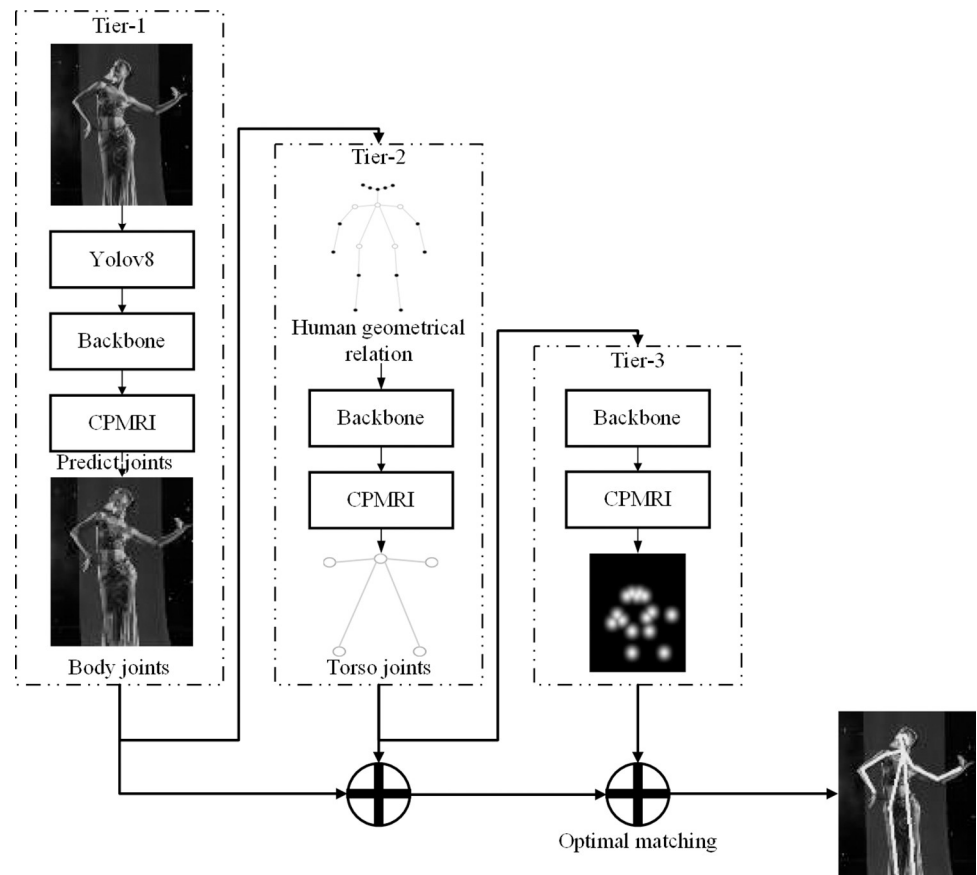 Tier-1
Yolov8
Backbone
CPMRI
Predict joints
Body joints
Tier-2
Human geometrical
relation
Backbone
CPMRI
Torso joints
Tier-3
Backbone
CPMRI
Optimal matching